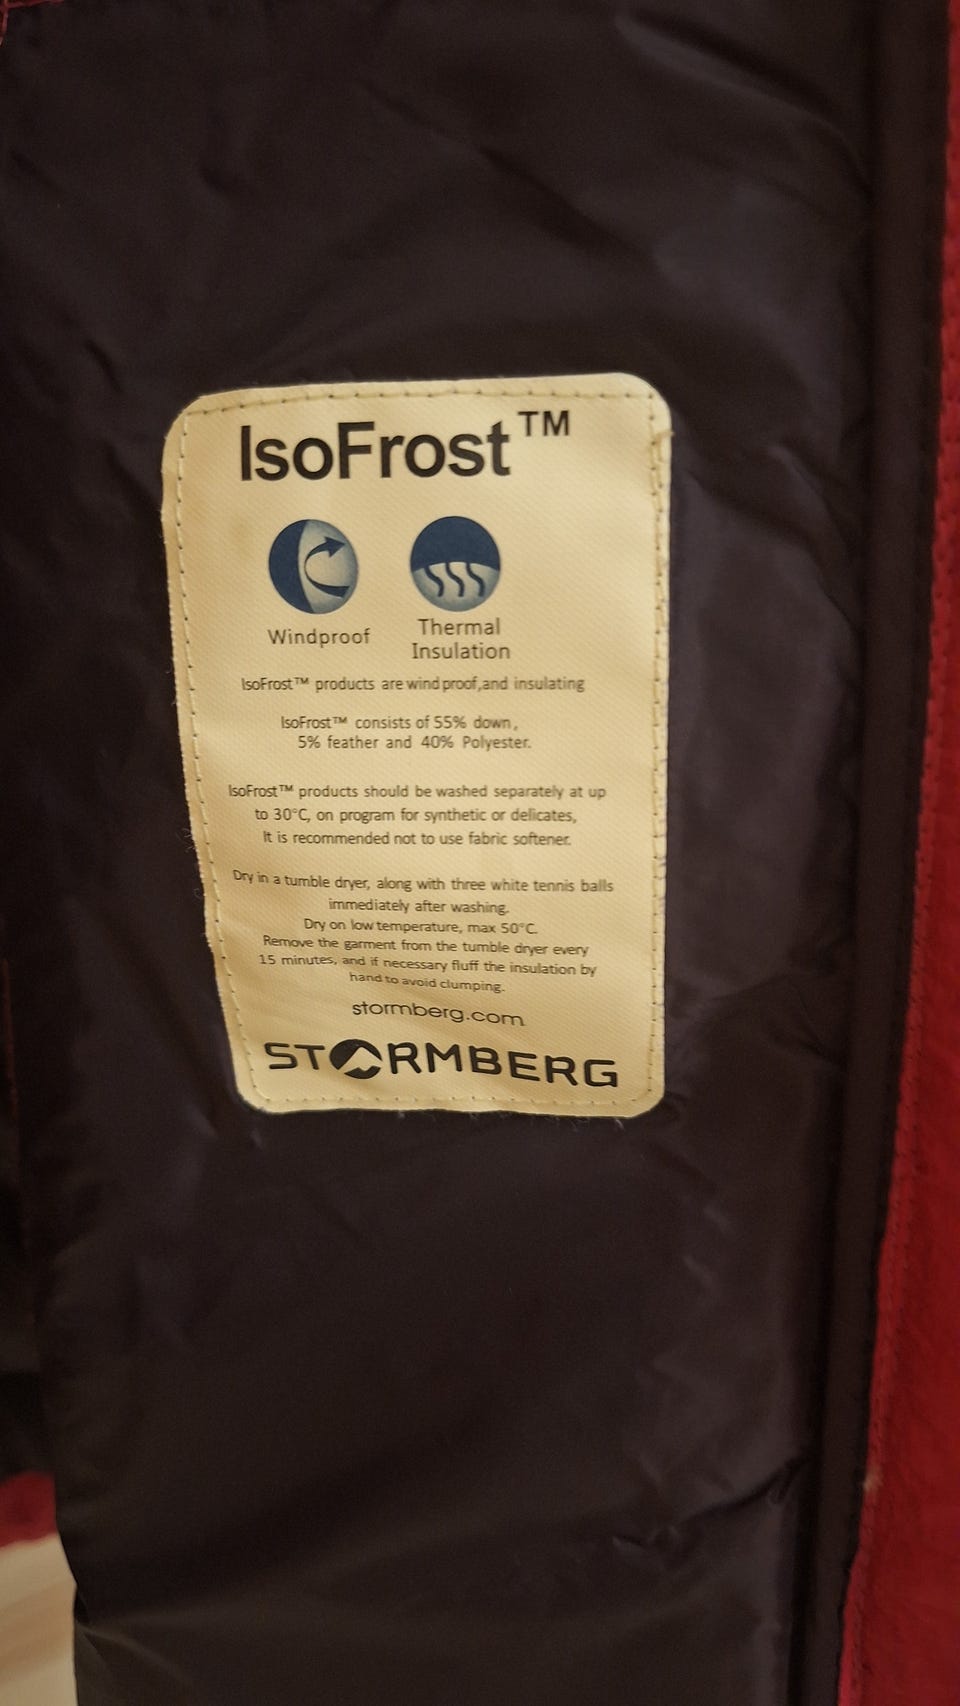 IsoFrost™
Windproof
Thermal
Insulation
IsoFrost™ products are wind proof,and insulating
IsoFrost™ consists of 55% down,
5% feather and 40% Polyester.
IsoFrost™ products should be washed separately at up
to 30°C, on program for synthetic or delicates,
It is recommended not to use fabric softener.
Dry in a tumble dryer, along with three white tennis balls
immediately after washing.
Dry on low temperature, max 50°C.
Remove the garment from the tumble dryer every
15 minutes, and if necessary fluff the insulation by
hand to avoid clumping.
stormberg.com
STORMBERG